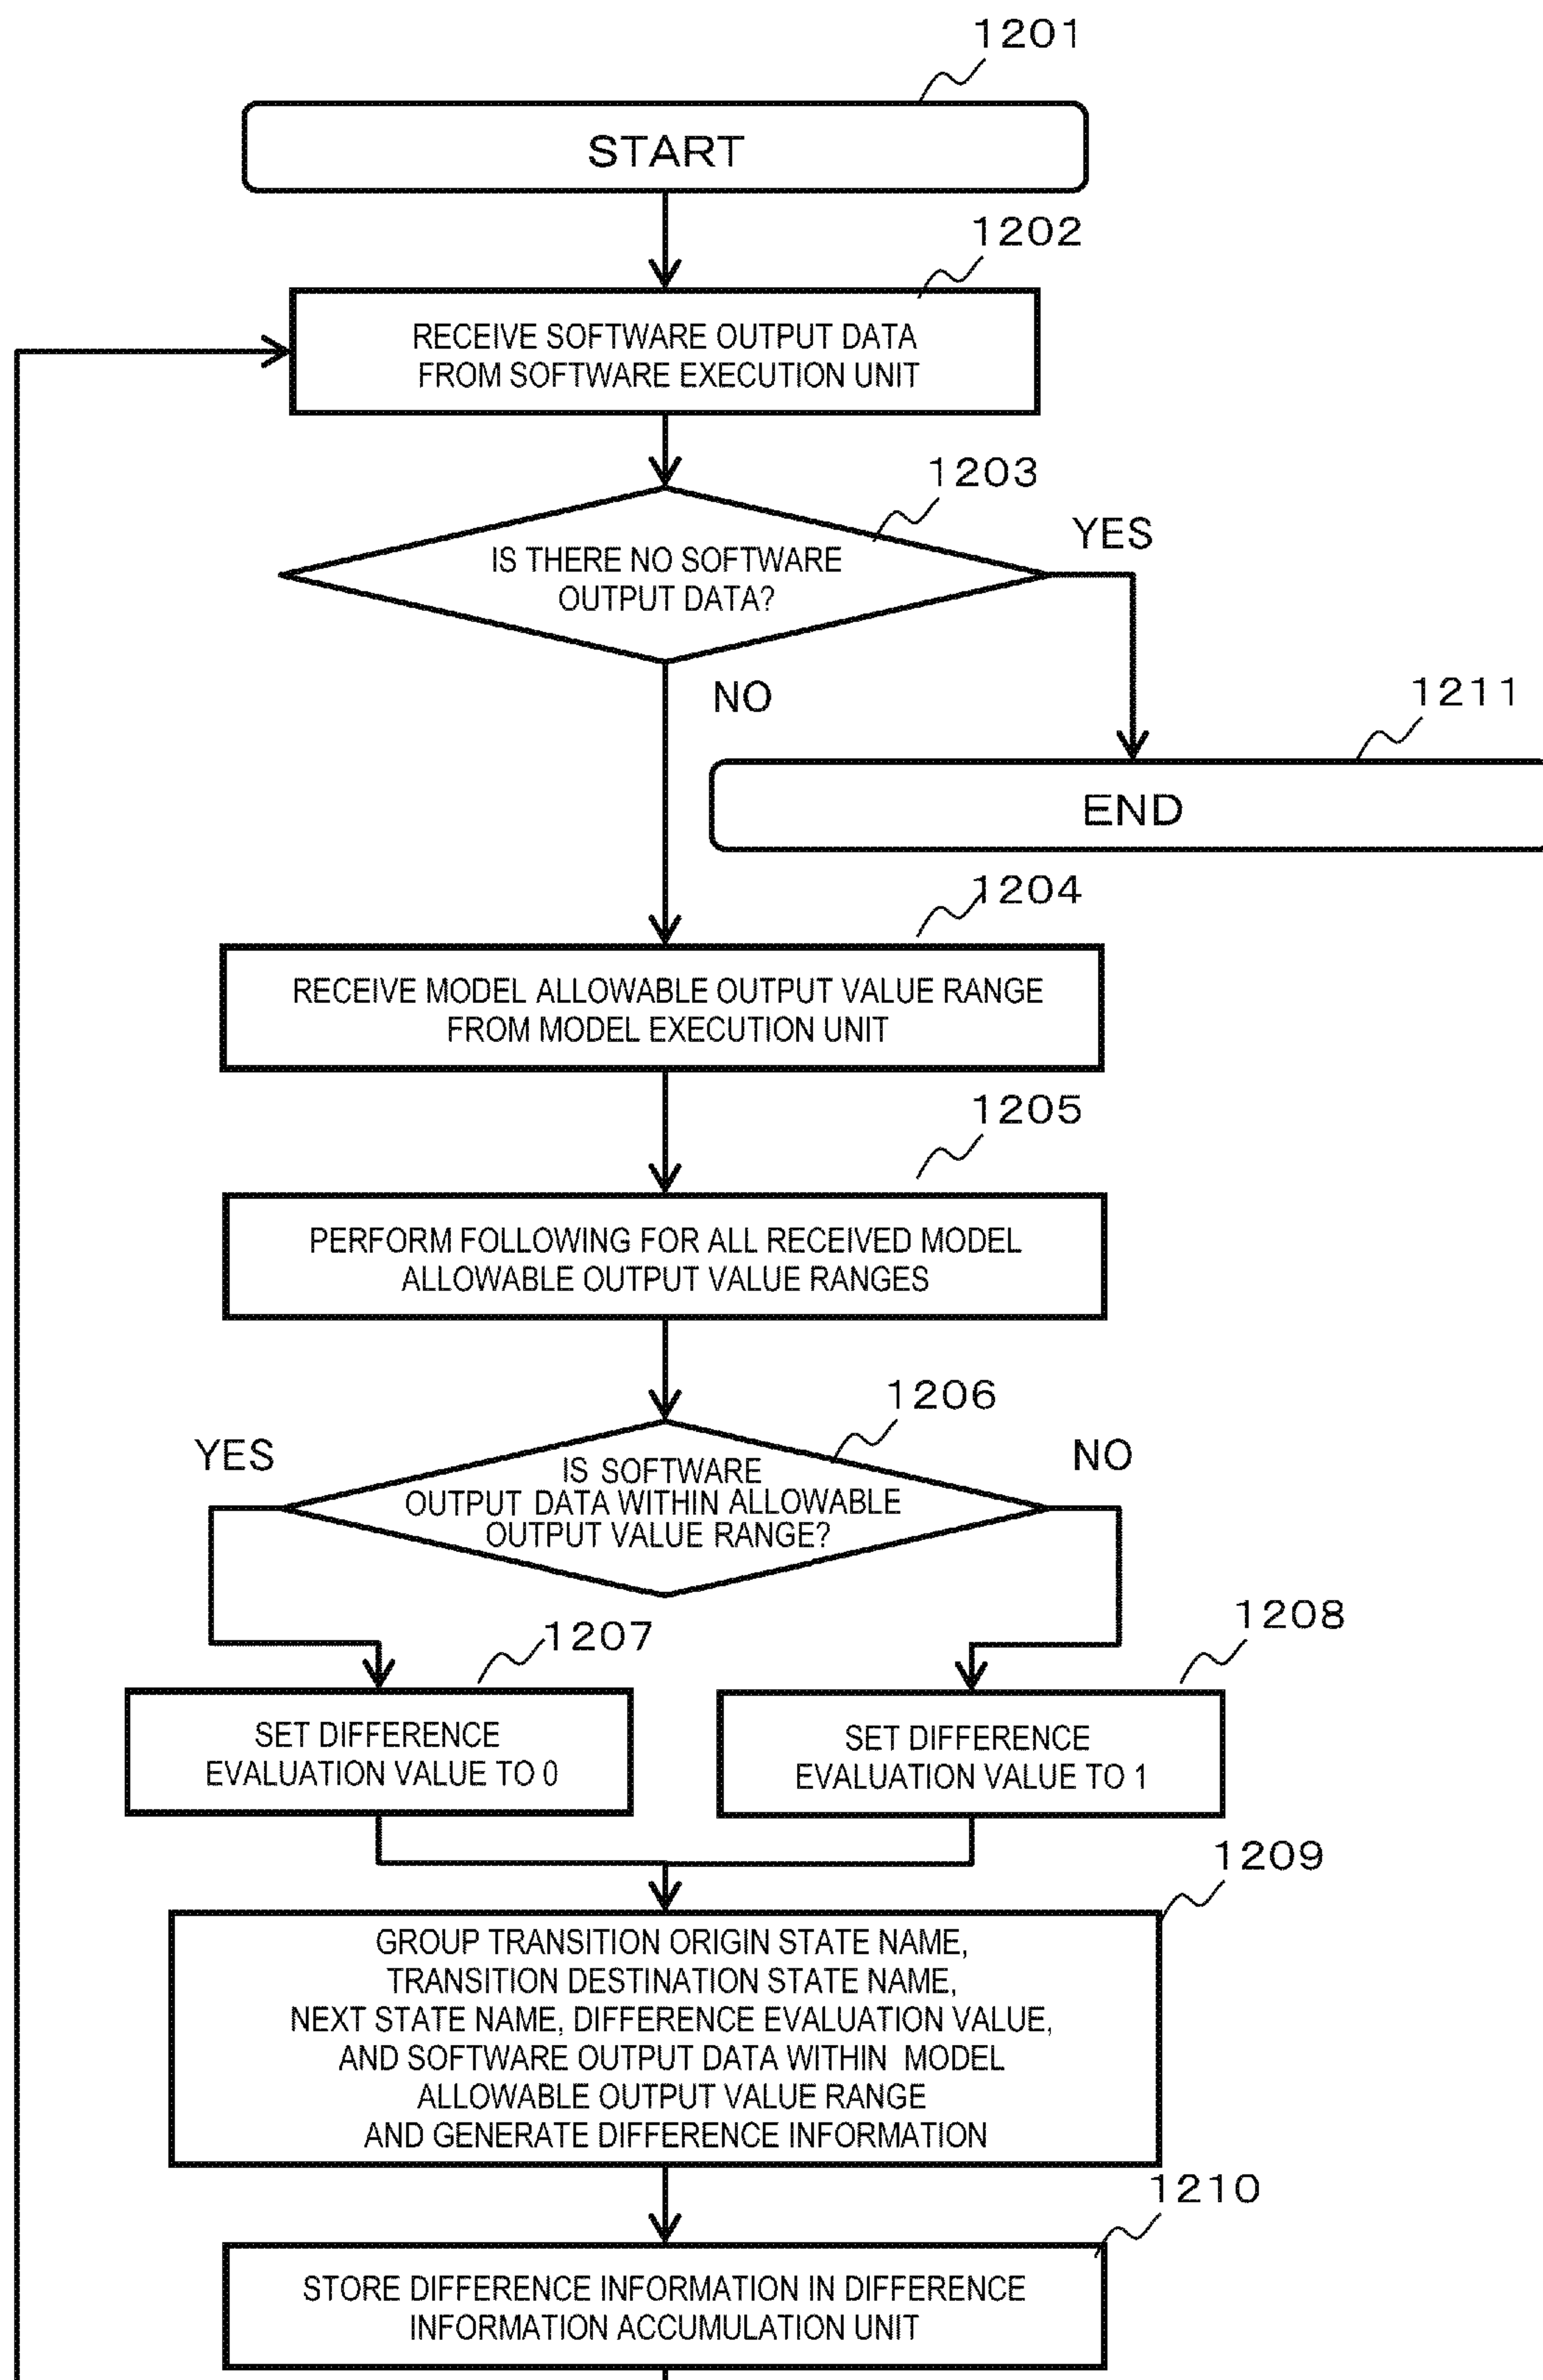 1201
START
1202
RECEIVE SOFTWARE OUTPUT DATA
FROM SOFTWARE EXECUTION UNIT
1203
YES
IS THERE NO SOFTWARE
OUTPUT DATA?
NO
1211
END
1204
RECEIVE MODEL ALLOWABLE OUTPUT VALUE RANGE
FROM MODEL EXECUTION UNIT
1205
PERFORM FOLLOWING FOR ALL RECEIVED MODEL
ALLOWABLE OUTPUT VALUE RANGES
1206
YES
NO
IS SOFTWARE
OUTPUT DATA WITHIN ALLOWABLE
OUTPUT VALUE RANGE?
1207
1208
SET DIFFERENCE
EVALUATION VALUE TO 0
SET DIFFERENCE
EVALUATION VALUE TO 1
1209
GROUP TRANSITION ORIGIN STATE NAME,
TRANSITION DESTINATION STATE NAME,
NEXT STATE NAME, DIFFERENCE EVALUATION VALUE,
AND SOFTWARE OUTPUT DATA WITHIN MODEL
ALLOWABLE OUTPUT VALUE RANGE
AND GENERATE DIFFERENCE INFORMATION
1210
STORE DIFFERENCE INFORMATION IN DIFFERENCE
INFORMATION ACCUMULATION UNIT